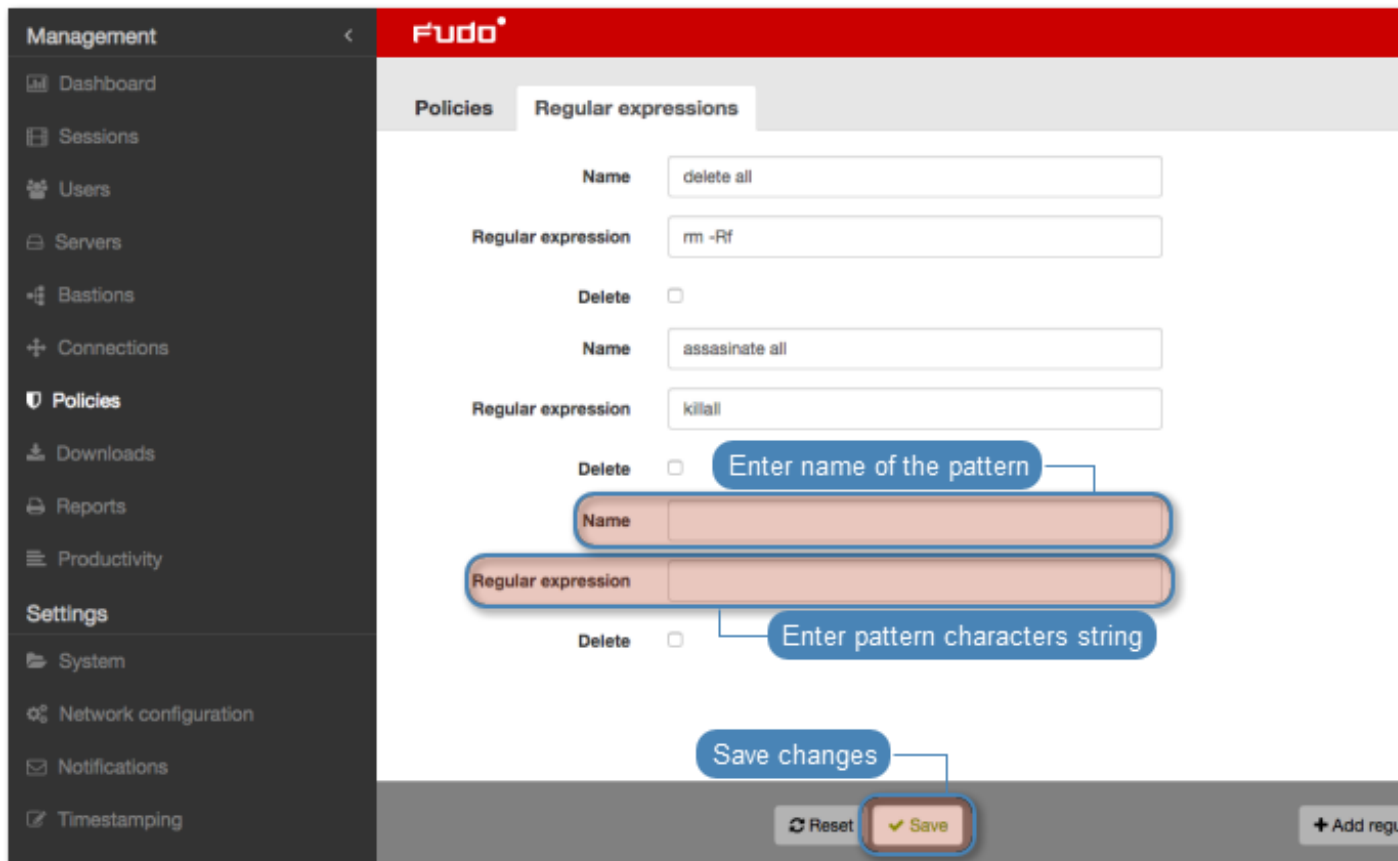 Management
Dashboard
Sessions
Users
Servers
Bastions
Connections
Policies
Downloads
Reports
Productivity
Settings
System
Network configuration
Notifications
Timestamping
FUDO
Policies
Regular expressions
Name delete all
Regular expression rm -Rf
Delete
Name assasinate all
Regular expression killall
Delete
Enter name of the pattern
Name
Regular expression
Enter pattern characters string
Delete
Save changes
Reset
Save
+ Add regu